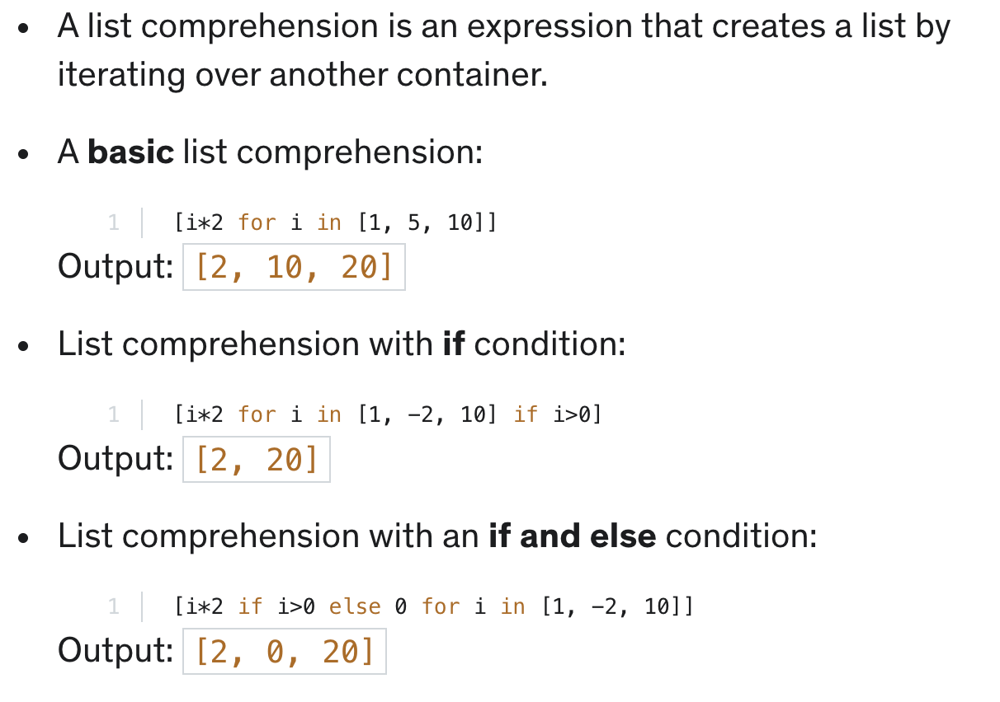 • A list comprehension is an expression that creates a list by
iterating over another container.
• A basic list comprehension:
1 [i*2 for i in [1, 5, 10]]
Output: [2, 10, 20]
• List comprehension with if condition:
1 [i*2 for i in [1, -2, 10] if i>0]
Output: [2, 20]
• List comprehension with an if and else condition:
1 [i*2 if i>0 else 0 for i in [1, -2, 10]]
Output: [2, 0, 20]